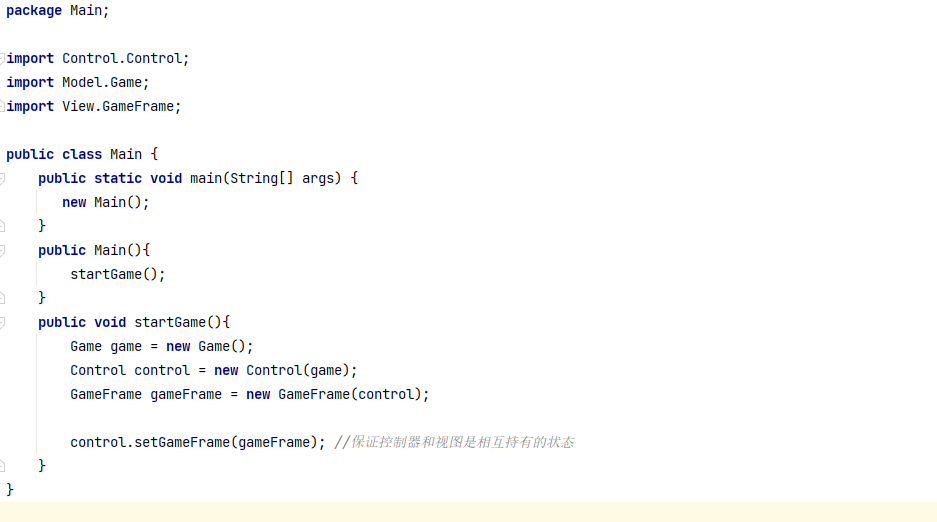 package Main;
import Control.Control;
import Model.Game;
import View.GameFrame;
public class Main {
public static void main(String[] args) {
new Main();
}
public Main(){
startGame();
}
public void startGame(){
Game game = new Game();
Control control = new Control(game);
GameFrame gameFrame = new GameFrame(control);
control.setGameFrame(gameFrame); //保证控制器和视图是相互持有的状态
}
}